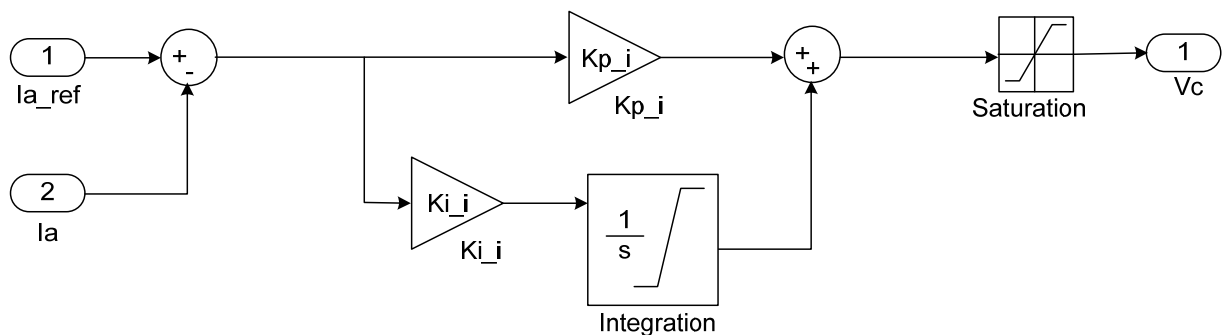 1
Ia_ref
+
-
Kp_i
Kp_i
+
+
Saturation
1
Vc
2
Ia
Ki_i
Ki_i
1
s
Integration